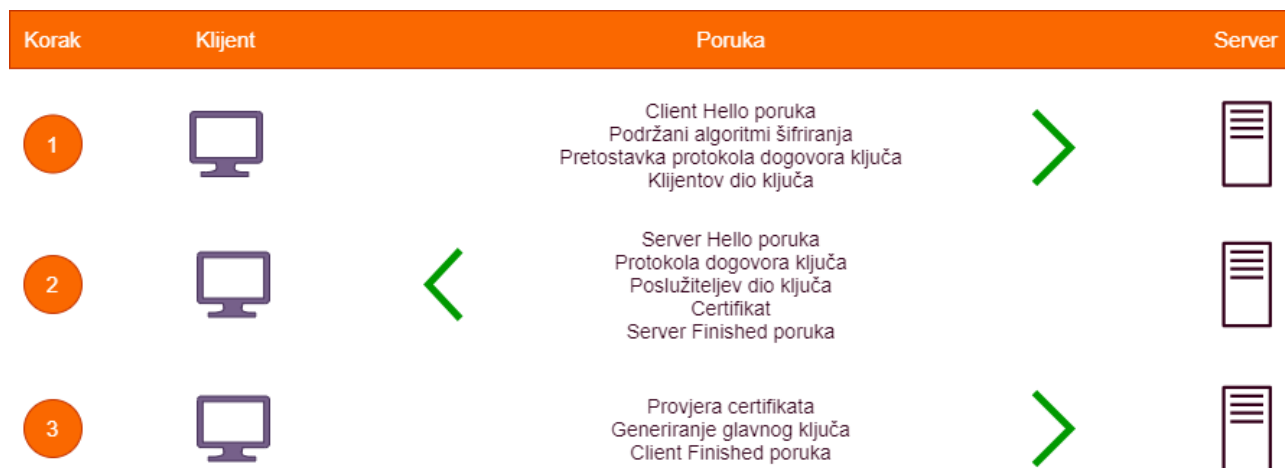 Korak Klijent Poruka Server
1
Client Hello poruka
Podržani algoritmi šifriranja
Pretostavka protokola dogovora ključa
Klijentov dio ključa
2
Server Hello poruka
Protokola dogovora ključa
Poslužiteljev dio ključa
Certifikat
Server Finished poruka
3
Provjera certifikata
Generiranje glavnog ključa
Client Finished poruka